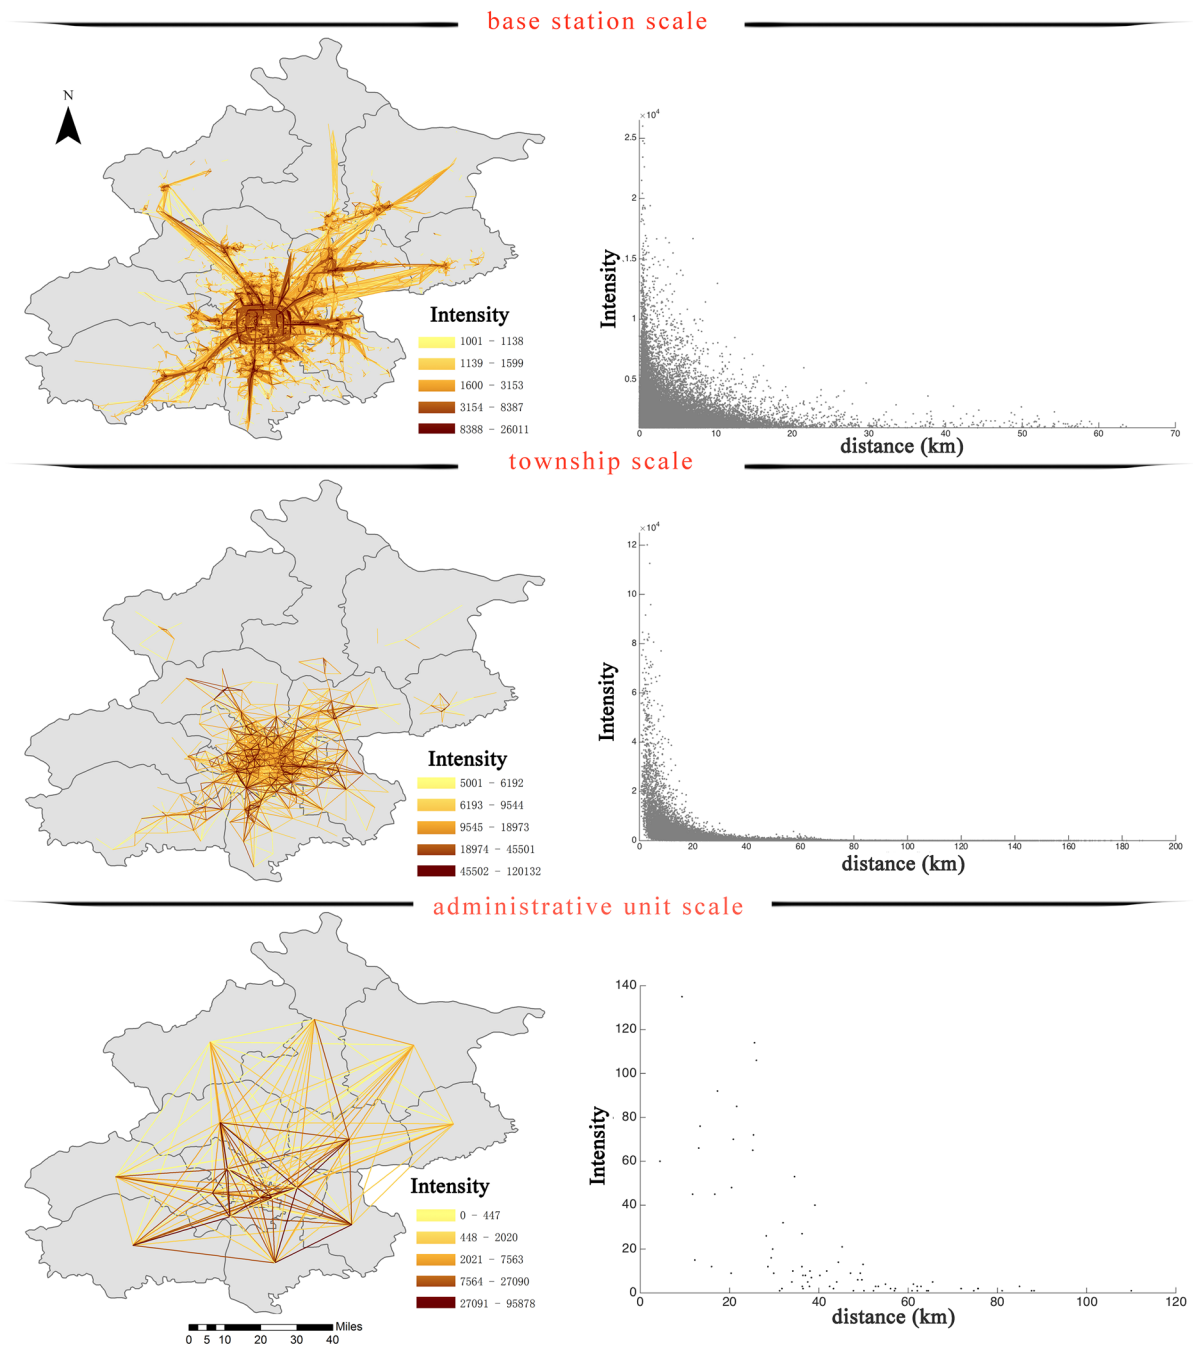 base station scale
N
Intensity
1001 - 1138
1139 - 1599
1600 - 3153
3154 - 8387
8388 - 26011
×10⁴
2.5
2
1.5
1
0.5
Intensity
0 10 20 30 40 50 60 70
distance (km)
township scale
Intensity
5001 - 6192
6193 - 9544
9545 - 18973
18974 - 45501
45502 - 120132
×10⁴
12
10
8
6
4
2
0
Intensity
0 20 40 60 80 100 120 140 160 180 200
distance (km)
administrative unit scale
Intensity
0 - 447
448 - 2020
2021 - 7563
7564 - 27090
27091 - 95878
Miles
0 5 10 20 30 40
140
120
100
80
60
40
20
0
Intensity
0 20 40 60 80 100 120
distance (km)